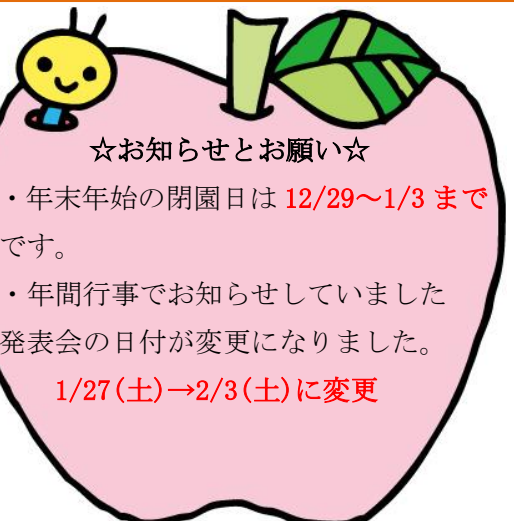 ☆お知らせとお願い☆
・年末年始の閉園日は 12/29～1/3 まで
です。
・年間行事でお知らせしていました
発表会の日付が変更になりました。
1/27(土)→2/3(土)に変更